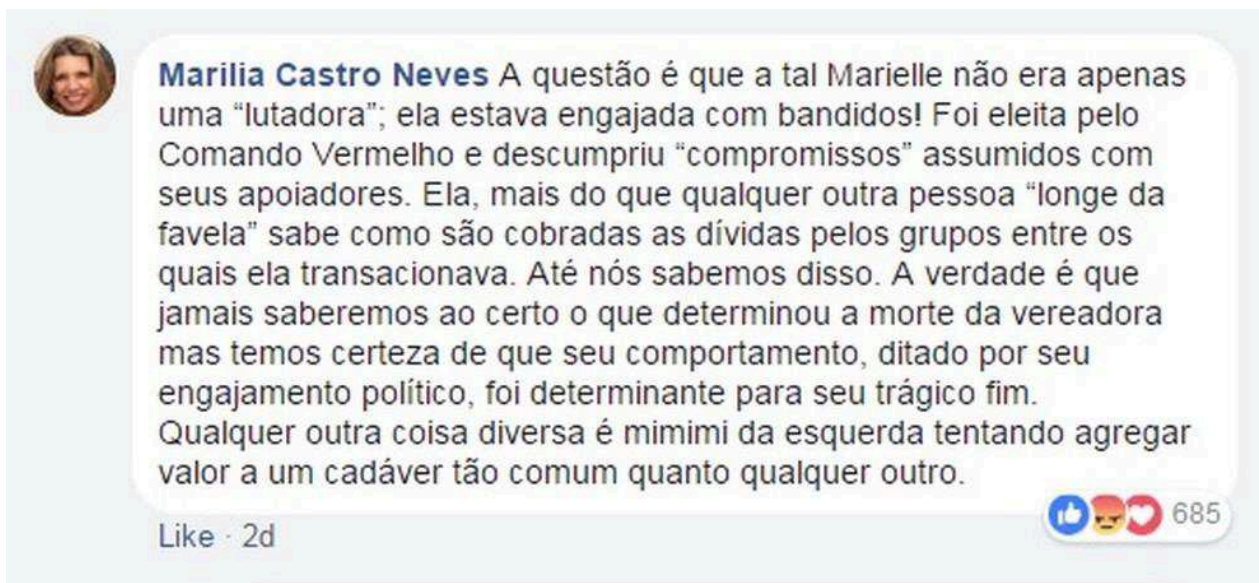 Marilia Castro Neves A questão é que a tal Marielle não era apenas
uma “lutadora”; ela estava engajada com bandidos! Foi eleita pelo
Comando Vermelho e descumpriu “compromissos” assumidos com
seus apoiadores. Ela, mais do que qualquer outra pessoa “longe da
favela” sabe como são cobradas as dívidas pelos grupos entre os
quais ela transacionava. Até nós sabemos disso. A verdade é que
jamais saberemos ao certo o que determinou a morte da vereadora
mas temos certeza de que seu comportamento, ditado por seu
engajamento político, foi determinante para seu trágico fim.
Qualquer outra coisa diversa é mimimi da esquerda tentando agregar
valor a um cadáver tão comum quanto qualquer outro.
685
Like · 2d